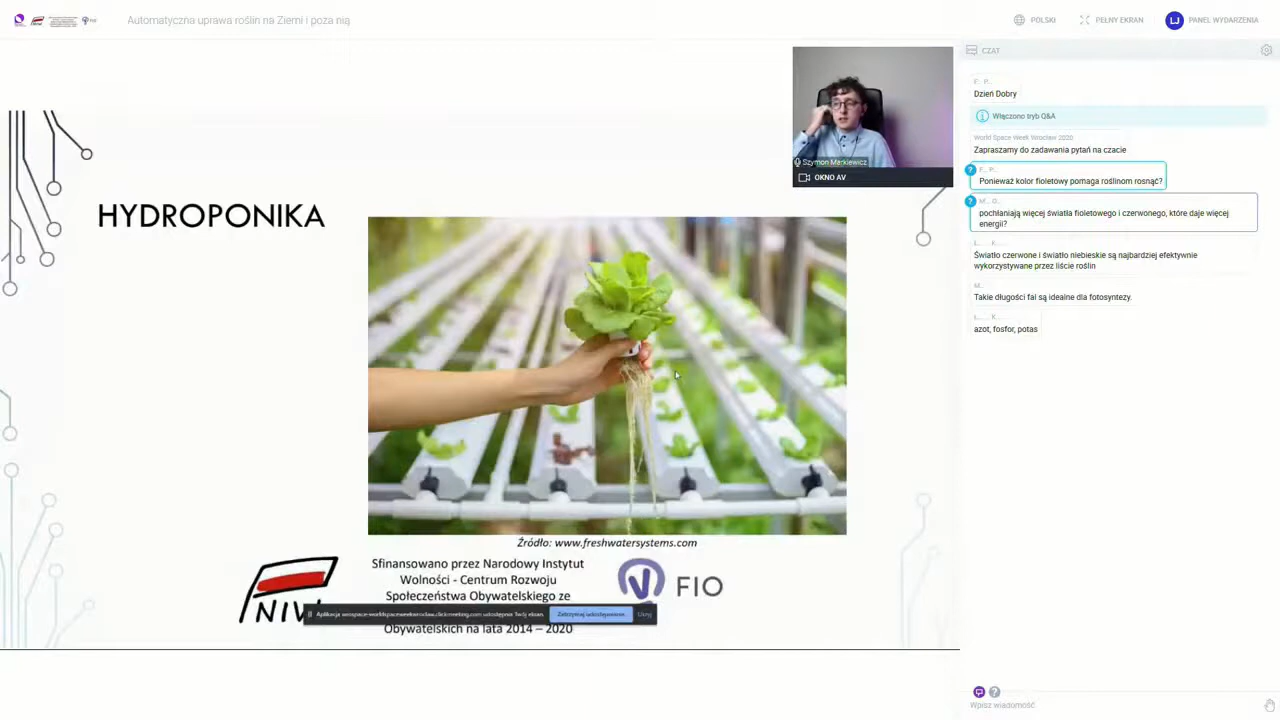 Automatyczna uprawa roślin na Ziemi i poza nią
POLSKI
PEŁNY EKRAN
PANEL WYDARZENIA
CZAT
F... P...
Dzień Dobry
Włączono tryb Q&A
World Space Week Wrocław 2020
Zapraszamy do zadawania pytań na czacie
F... P...
Ponieważ kolor fioletowy pomaga roślinom rosnąć?
M... O...
pochłaniają więcej światła fioletowego i czerwonego, które daje więcej
energii?
Ł... K...
Światło czerwone i światło niebieskie są najbardziej efektywnie
wykorzystywane przez liście roślin
M...
Takie długości fal są idealne dla fotosyntezy.
Ł... K...
azot, fosfor, potas
Wpisz wiadomość
Szymon Markiewicz
OKNO AV
HYDROPONIKA
Źródło: www.freshwatersystems.com
NIW
Sfinansowano przez Narodowy Instytut
Wolności - Centrum Rozwoju
Społeczeństwa Obywatelskiego ze
Obywatelskich na lata 2014 – 2020
FIO
Zatrzymaj udostępnianie
Ukryj